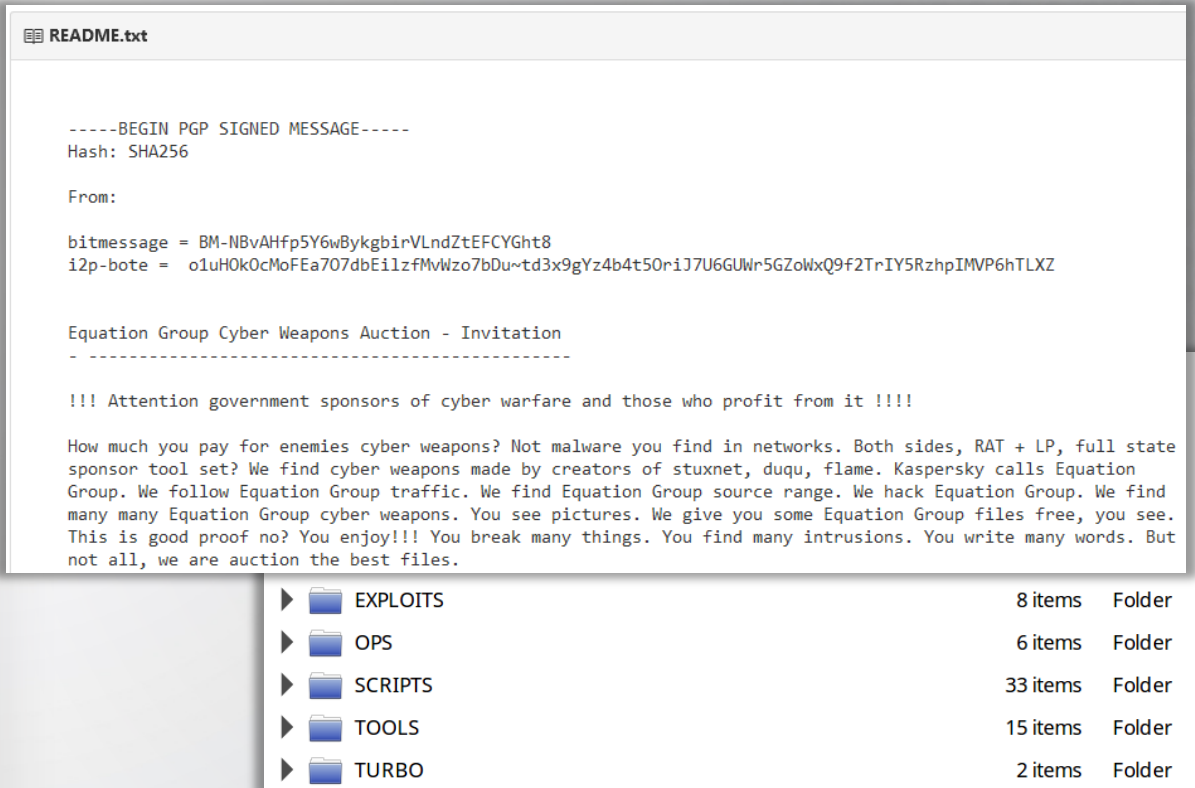 README.txt
-----BEGIN PGP SIGNED MESSAGE-----
Hash: SHA256
From:
bitmessage = BM-NBvAHfp5Y6wBykgbirVLndZtEFCYGht8
i2p-bote =  o1uHOkOcMoFEa7O7dbEilzfMvWzo7bDu~td3x9gYz4b4t5OriJ7U6GUWr5GZoWxQ9f2TrIY5RzhpIMVP6hTLXZ
Equation Group Cyber Weapons Auction - Invitation
- ------------------------------------------------
!!! Attention government sponsors of cyber warfare and those who profit from it !!!!
How much you pay for enemies cyber weapons? Not malware you find in networks. Both sides, RAT + LP, full state
sponsor tool set? We find cyber weapons made by creators of stuxnet, duqu, flame. Kaspersky calls Equation
Group. We follow Equation Group traffic. We find Equation Group source range. We hack Equation Group. We find
many many Equation Group cyber weapons. You see pictures. We give you some Equation Group files free, you see.
This is good proof no? You enjoy!!! You break many things. You find many intrusions. You write many words. But
not all, we are auction the best files.
EXPLOITS 8 items Folder
OPS 6 items Folder
SCRIPTS 33 items Folder
TOOLS 15 items Folder
TURBO 2 items Folder